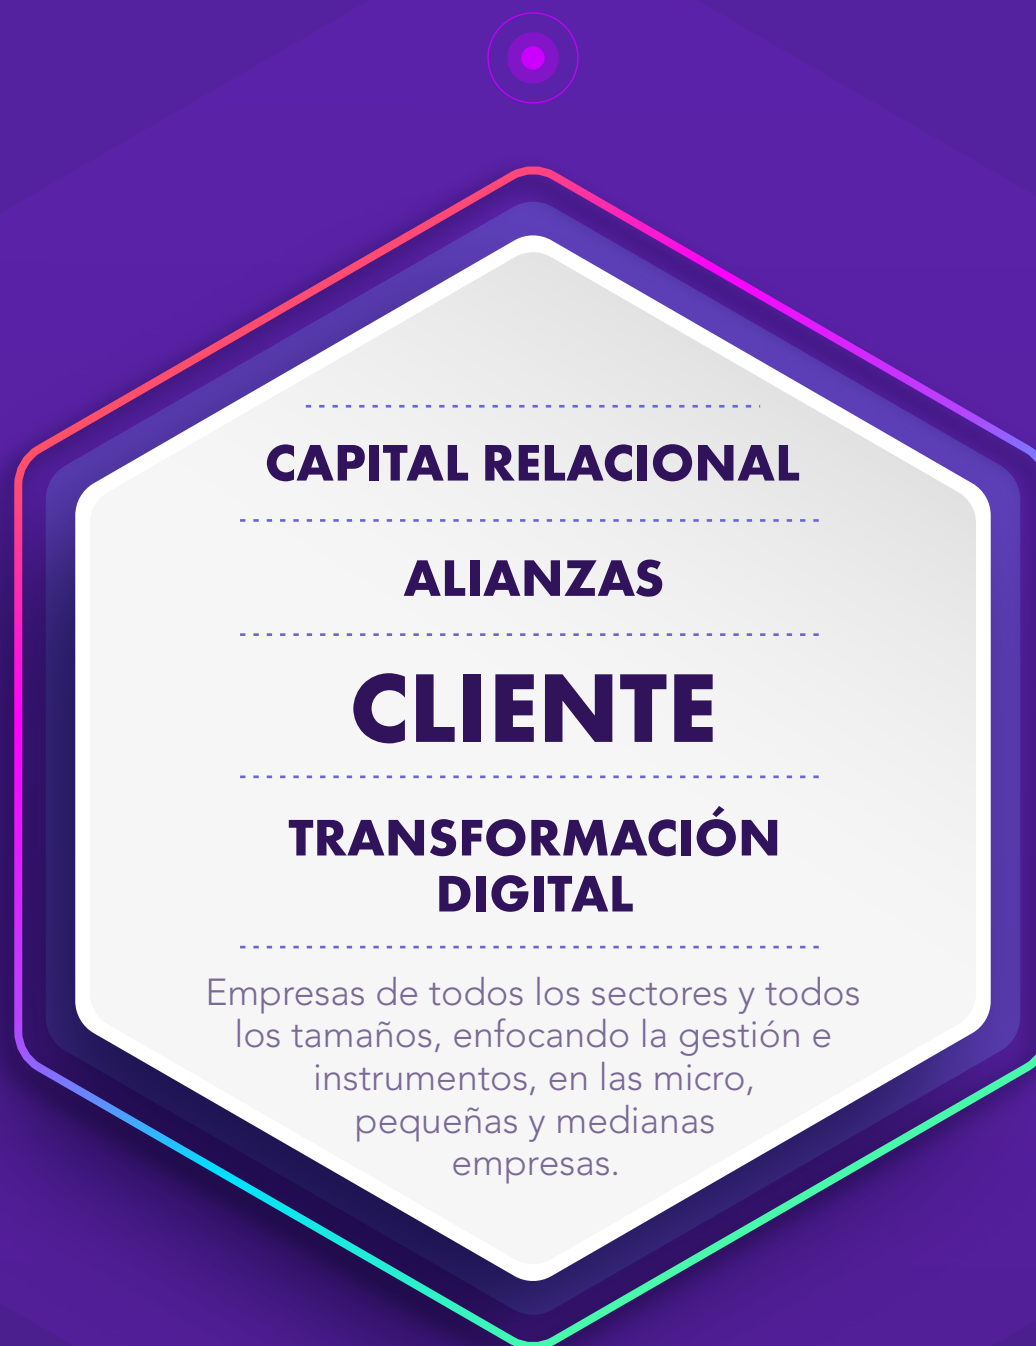 CAPITAL RELACIONAL
ALIANZAS
CLIENTE
TRANSFORMACIÓN
DIGITAL
Empresas de todos los sectores y todos
los tamaños, enfocando la gestión e
instrumentos, en las micro,
pequeñas y medianas
empresas.